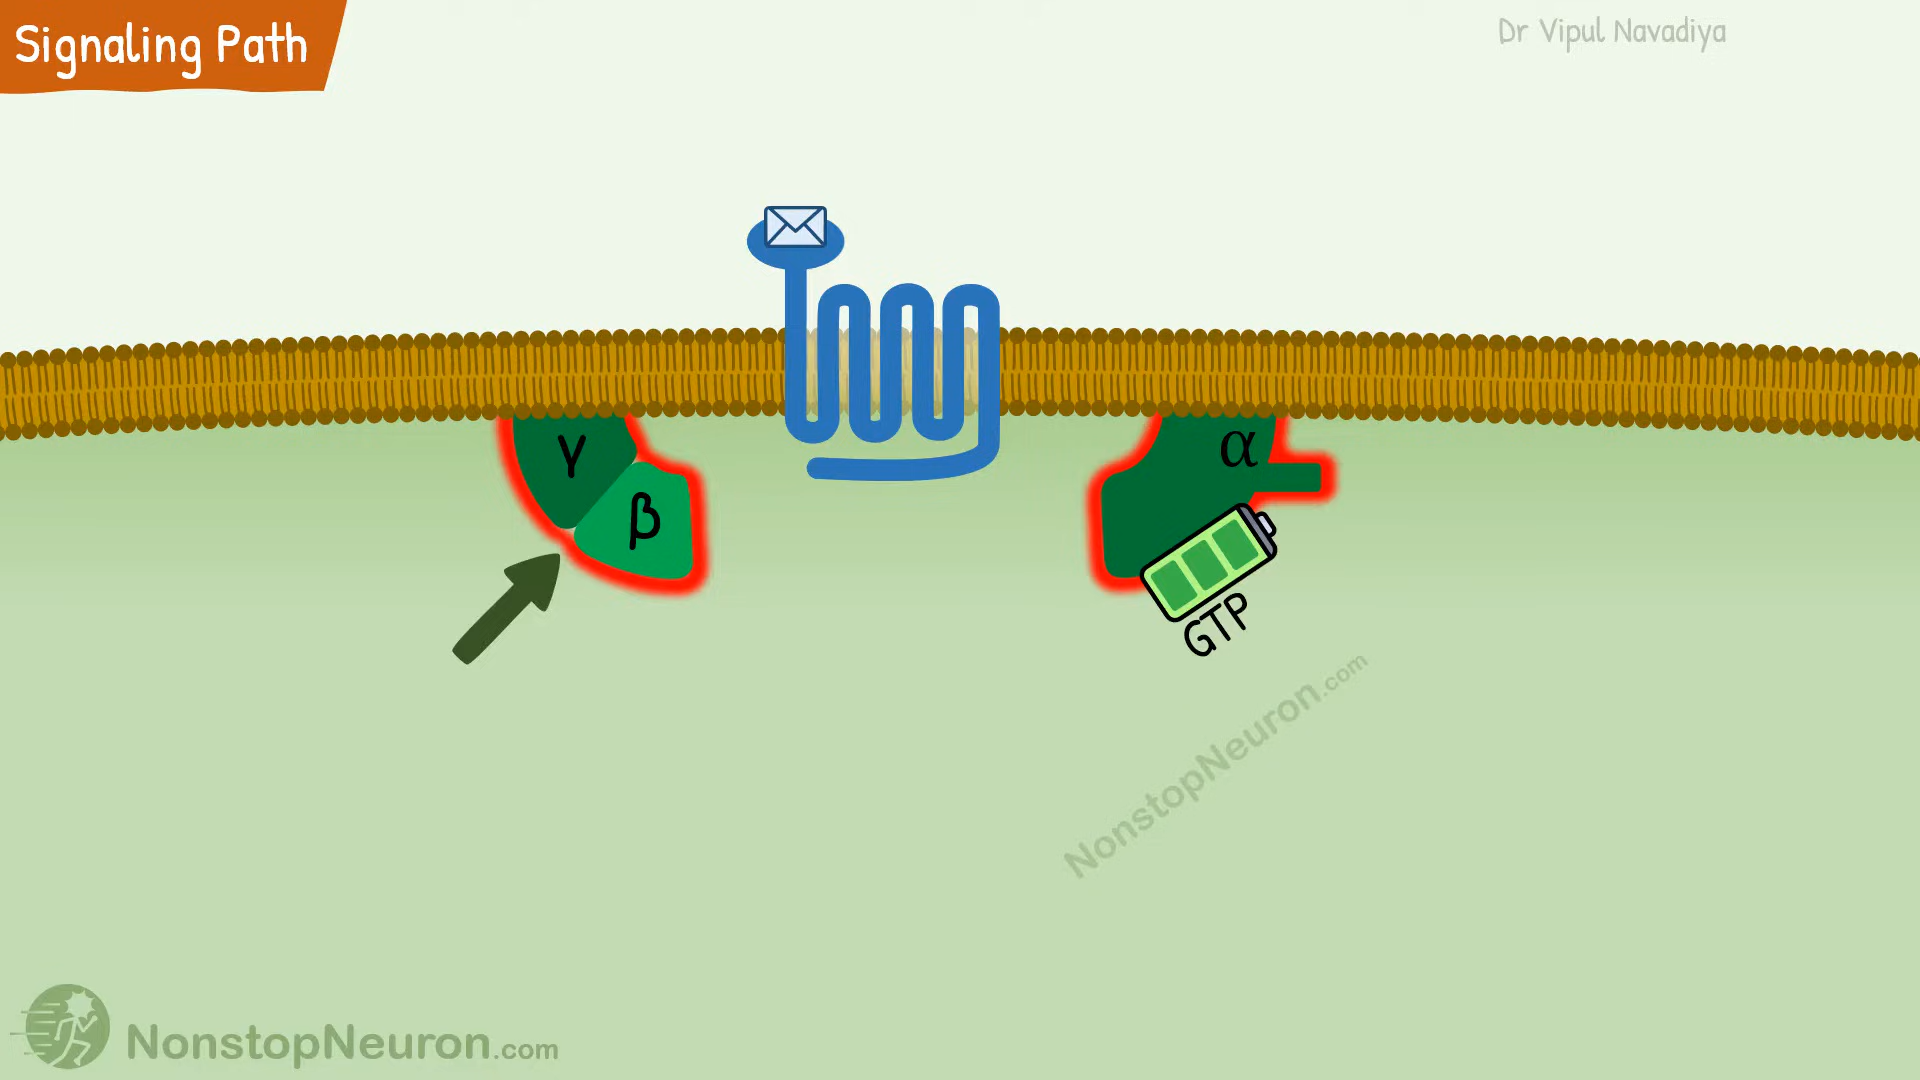 Signaling Path
Dr Vipul Navadiya
γ
α
β
GTP
NonstopNeuron.com
NonstopNeuron.com